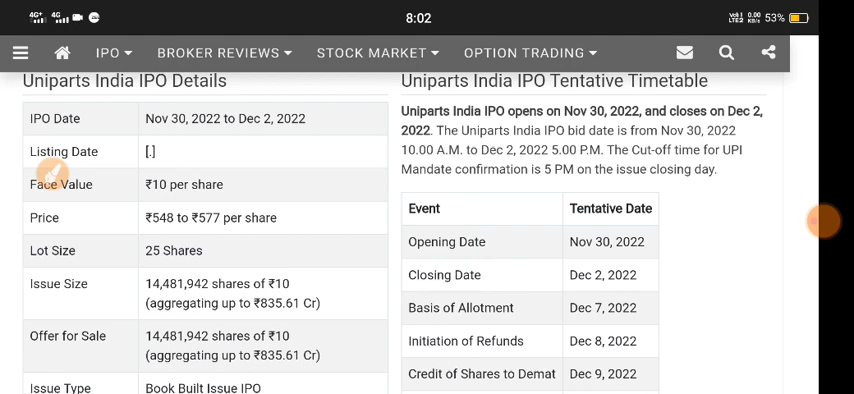 4G+ 4G 8:02 Vo)) LTE2 0.00 KB/s 53%
IPO BROKER REVIEWS STOCK MARKET OPTION TRADING
Uniparts India IPO Details
IPO Date Nov 30, 2022 to Dec 2, 2022
Listing Date [.]
Face Value ₹10 per share
Price ₹548 to ₹577 per share
Lot Size 25 Shares
Issue Size 14,481,942 shares of ₹10
(aggregating up to ₹835.61 Cr)
Offer for Sale 14,481,942 shares of ₹10
(aggregating up to ₹835.61 Cr)
Issue Type Book Built Issue IPO
Uniparts India IPO Tentative Timetable
Uniparts India IPO opens on Nov 30, 2022, and closes on Dec 2,
2022. The Uniparts India IPO bid date is from Nov 30, 2022
10.00 A.M. to Dec 2, 2022 5.00 P.M. The Cut-off time for UPI
Mandate confirmation is 5 PM on the issue closing day.
Event Tentative Date
Opening Date Nov 30, 2022
Closing Date Dec 2, 2022
Basis of Allotment Dec 7, 2022
Initiation of Refunds Dec 8, 2022
Credit of Shares to Demat Dec 9, 2022